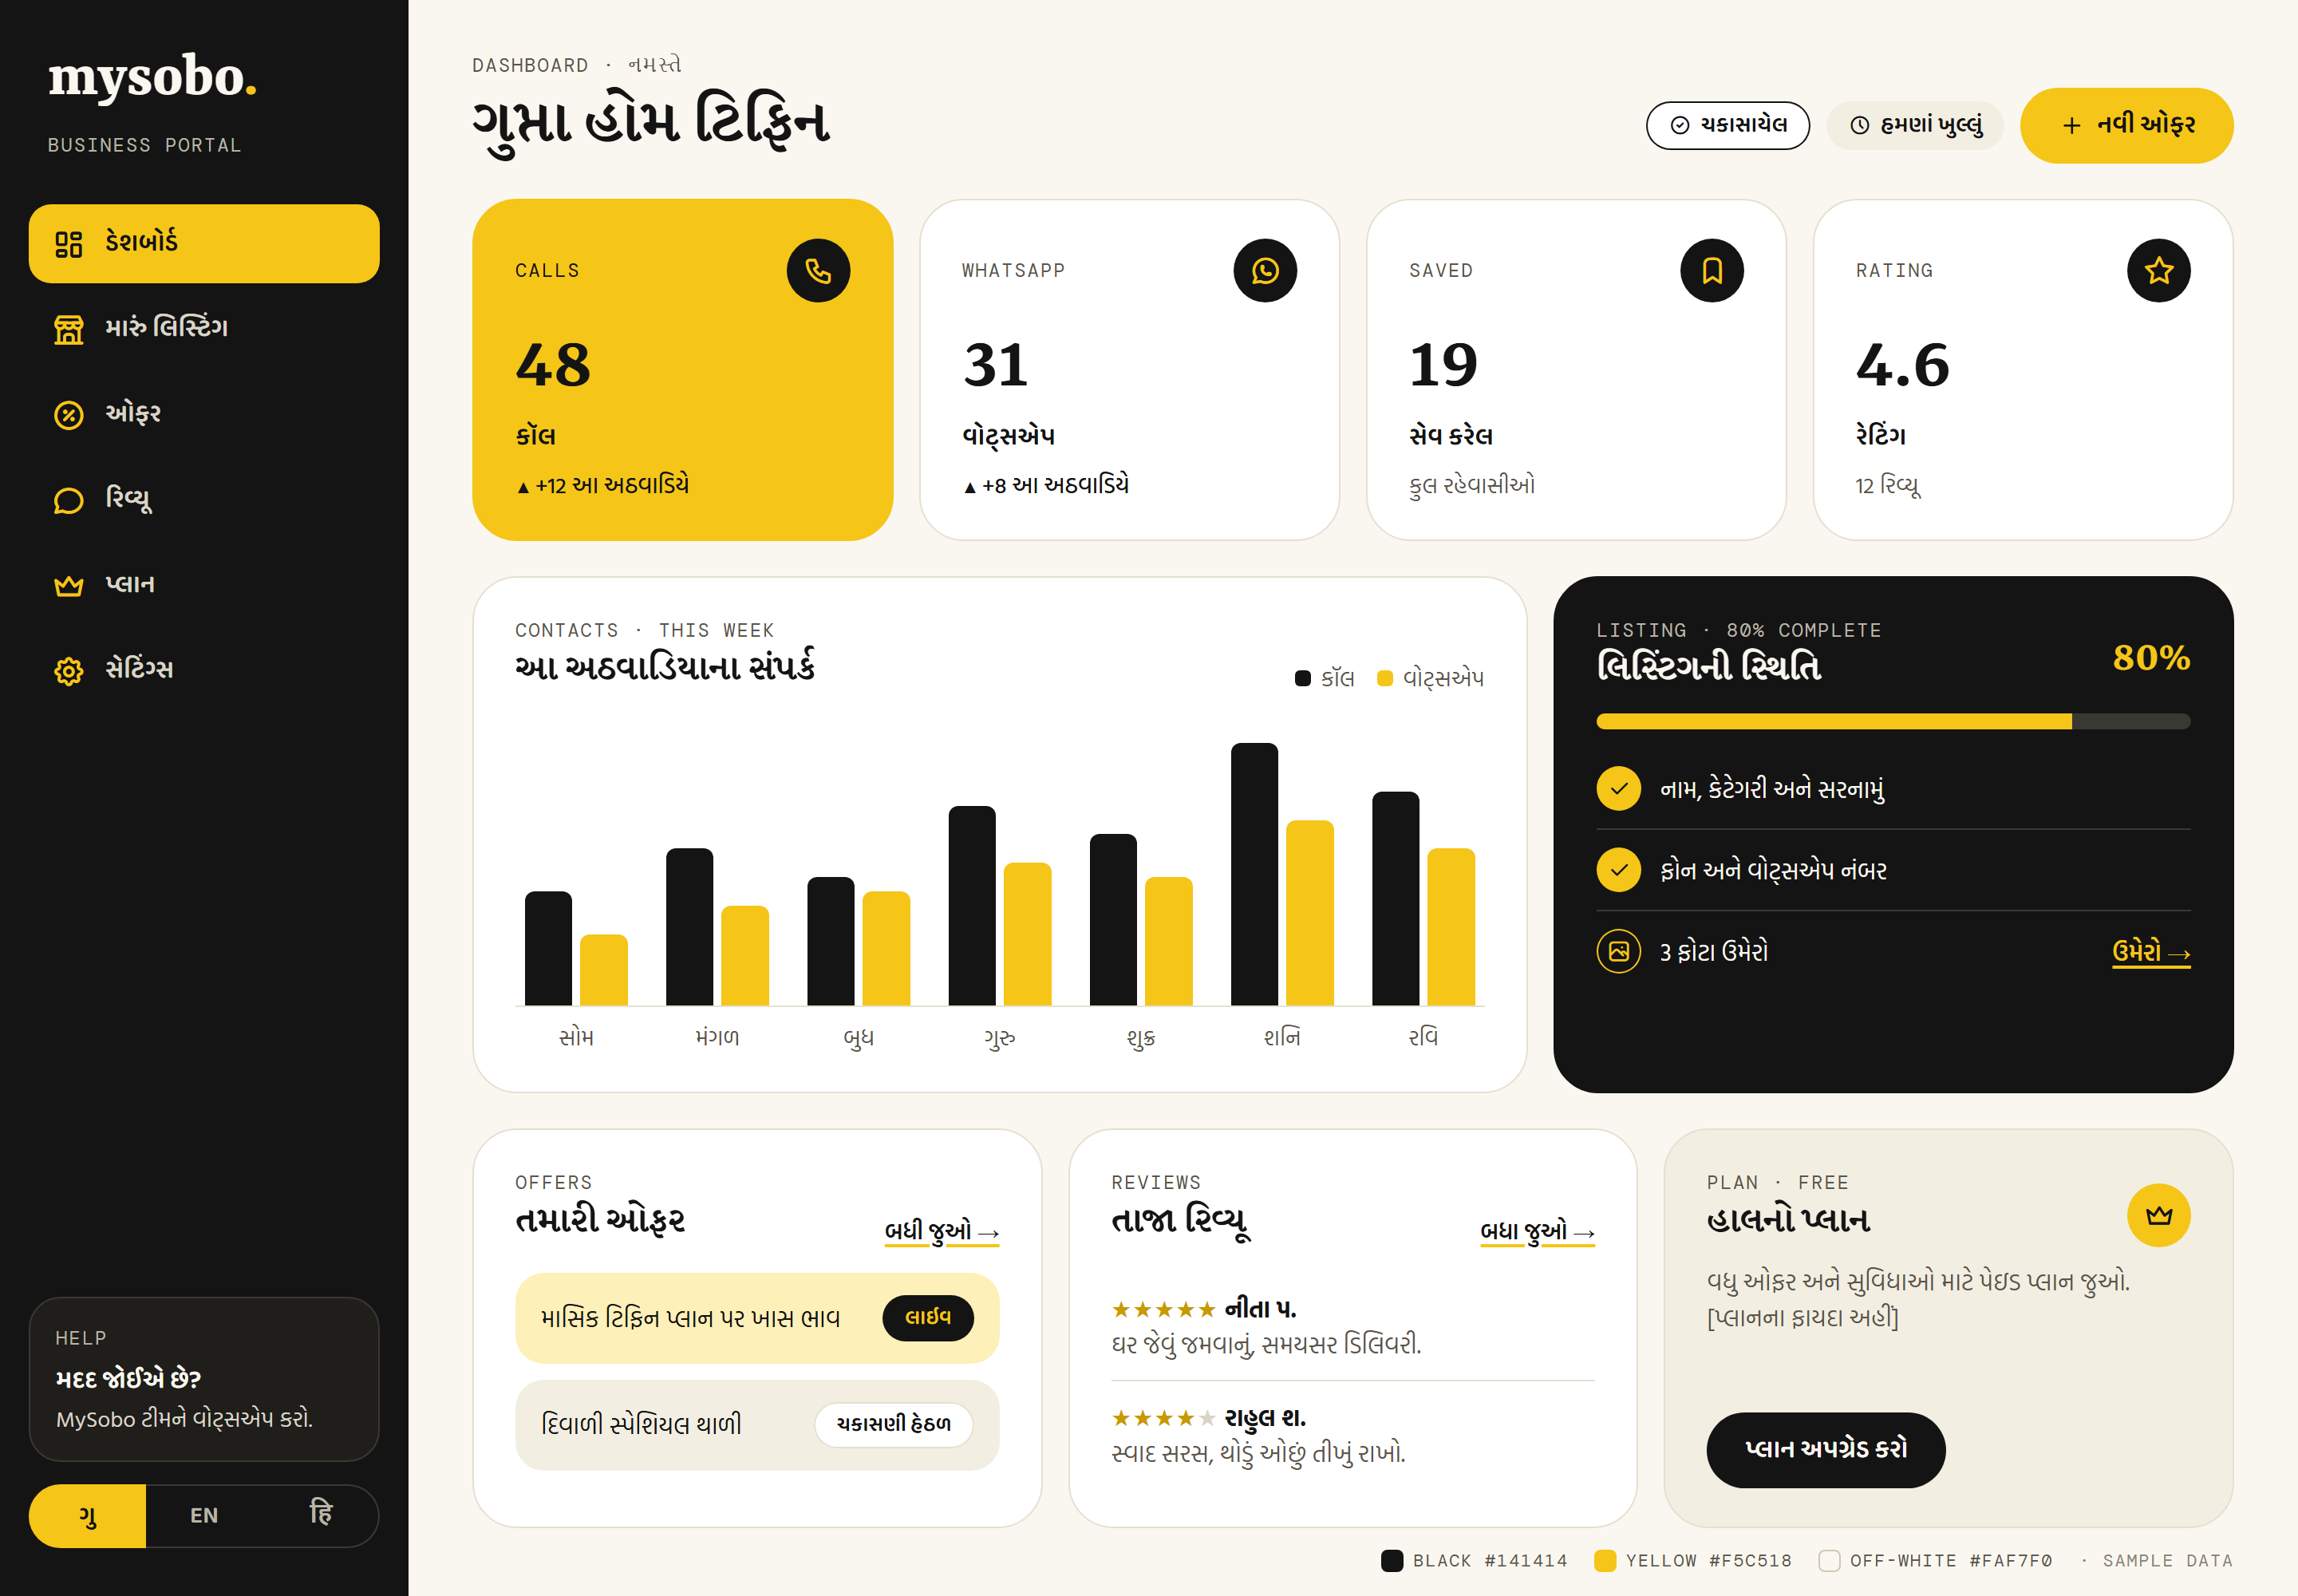 mysobo.
BUSINESS PORTAL
ડેશબોર્ડ
મારું લિસ્ટિંગ
ઓફર
રિવ્યૂ
પ્લાન
સેટિંગ્સ
HELP
મદદ જોઈએ છે?
MySobo ટીમને વોટ્સએપ કરો.
ગુ EN हि
DASHBOARD · નમસ્તે
ગુપ્તા હોમ ટિફિન
ચકાસાયેલ
હમણાં ખુલ્લું
+ નવી ઓફર
CALLS
48
કૉલ
▲ +12 આ અઠવાડિયે
WHATSAPP
31
વોટ્સએપ
▲ +8 આ અઠવાડિયે
SAVED
19
સેવ કરેલ
કુલ રહેવાસીઓ
RATING
4.6
રેટિંગ
12 રિવ્યૂ
CONTACTS · THIS WEEK
આ અઠવાડિયાના સંપર્ક
કૉલ વોટ્સએપ
સોમ મંગળ બુધ ગુરુ શુક્ર શનિ રવિ
LISTING · 80% COMPLETE
લિસ્ટિંગની સ્થિતિ
80%
નામ, કેટેગરી અને સરનામું
ફોન અને વોટ્સએપ નંબર
3 ફોટા ઉમેરો
ઉમેરો →
OFFERS
તમારી ઓફર
બધી જુઓ →
માસિક ટિફિન પ્લાન પર ખાસ ભાવ
લાઇવ
દિવાળી સ્પેશિયલ થાળી
ચકાસણી હેઠળ
REVIEWS
તાજા રિવ્યૂ
બધા જુઓ →
★★★★★ નીતા પ.
ઘર જેવું જમવાનું, સમયસર ડિલિવરી.
★★★★★ રાહુલ શ.
સ્વાદ સરસ, થોડું ઓછું તીખું રાખો.
PLAN · FREE
હાલનો પ્લાન
વધુ ઓફર અને સુવિધાઓ માટે પેઇડ પ્લાન જુઓ.
[પ્લાનના ફાયદા અહીં]
પ્લાન અપગ્રેડ કરો
BLACK #141414 YELLOW #F5C518 OFF-WHITE #FAF7F0 · SAMPLE DATA